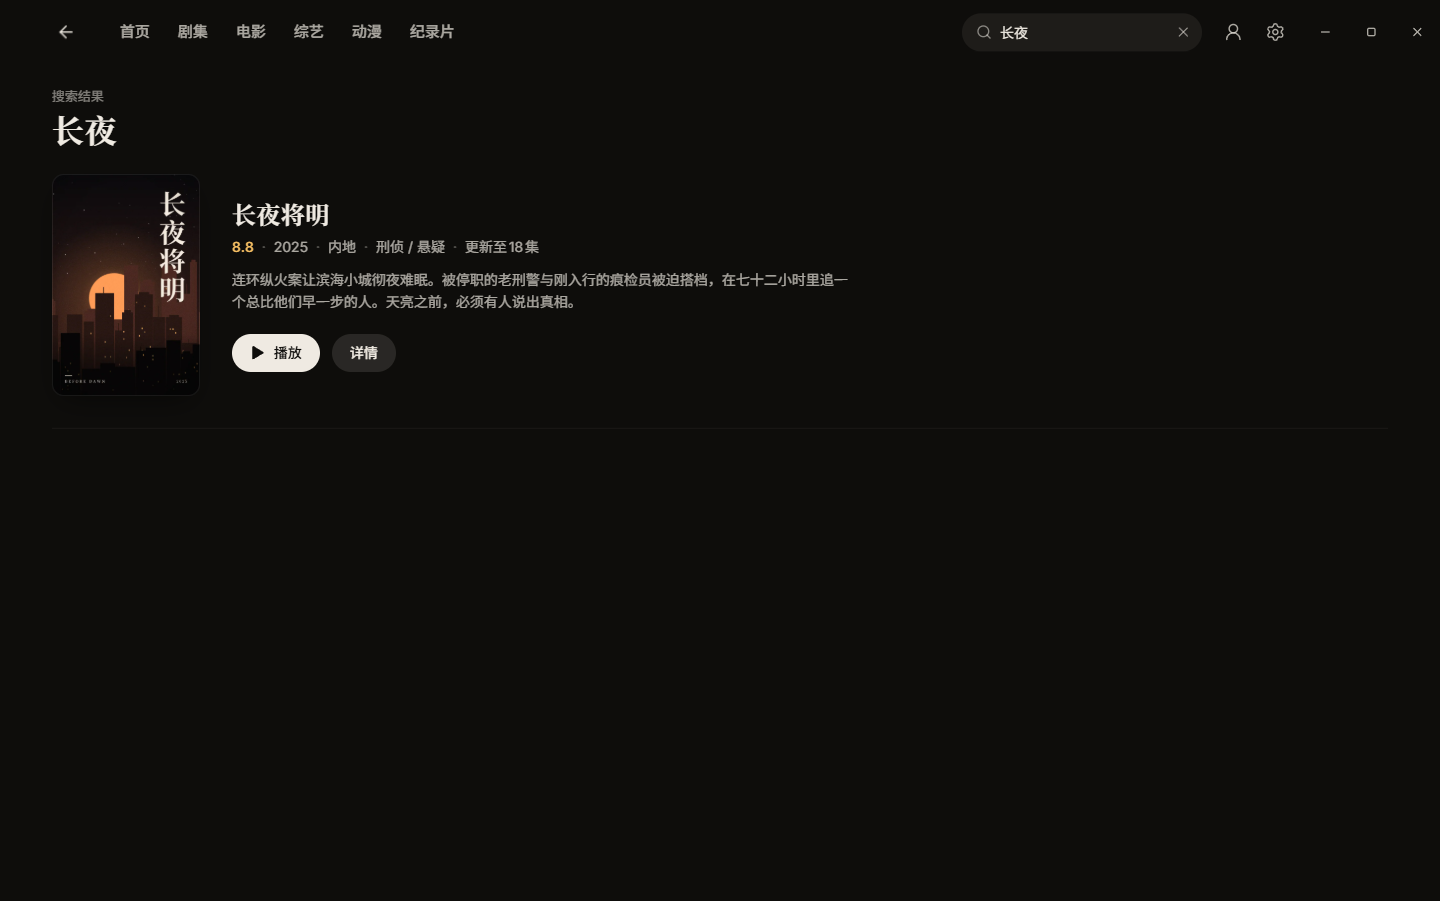 首页 剧集 电影 综艺 动漫 纪录片 长夜
搜索结果
长夜
长夜将明
长夜将明
8.8 · 2025 · 内地 · 刑侦 / 悬疑 · 更新至18集
连环纵火案让滨海小城彻夜难眠。被停职的老刑警与刚入行的痕检员被迫搭档，在七十二小时里追一
个总比他们早一步的人。天亮之前，必须有人说出真相。
播放 详情
BEFORE DAWN 2025